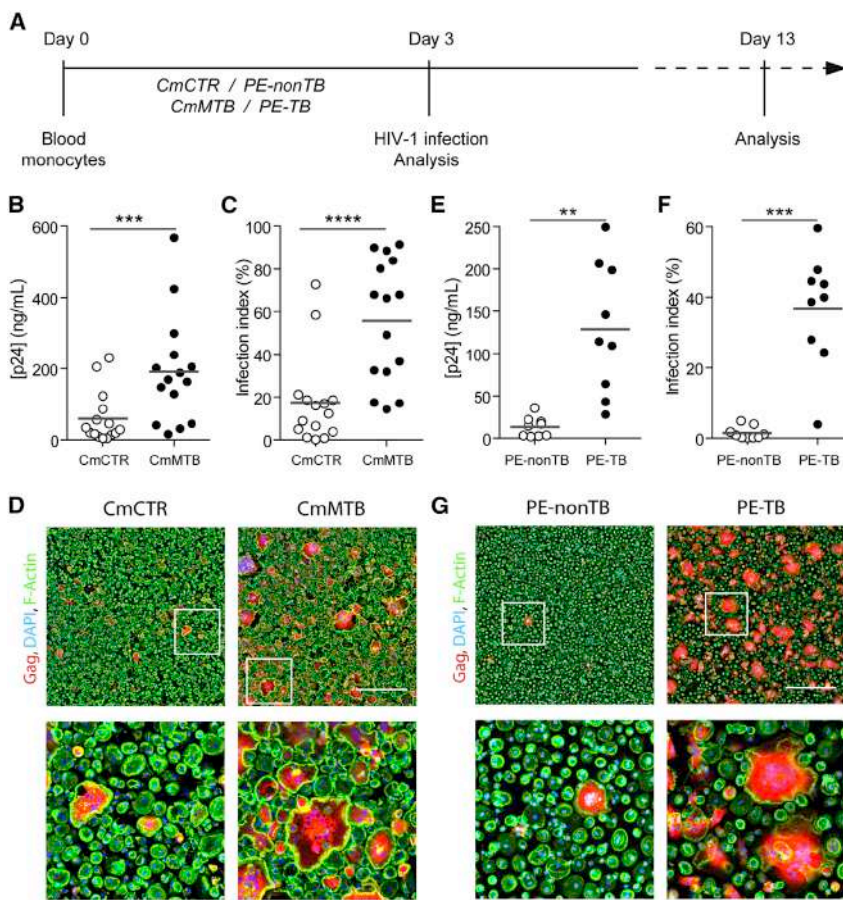 A
Day 0
Day 3
Day 13
CmCTR / PE-nonTB
CmMTB / PE-TB
Blood
monocytes
HIV-1 infection
Analysis
Analysis
B
***
[p24] (ng/mL)
600
400
200
0
CmCTR
CmMTB
C
****
Infection index (%)
100
80
60
40
20
0
CmCTR
CmMTB
E
**
[p24] (ng/mL)
250
200
150
100
50
0
PE-nonTB
PE-TB
F
***
Infection index (%)
60
40
20
0
PE-nonTB
PE-TB
D
CmCTR
CmMTB
Gag, DAPI, F-Actin
G
PE-nonTB
PE-TB
Gag, DAPI, F-Actin